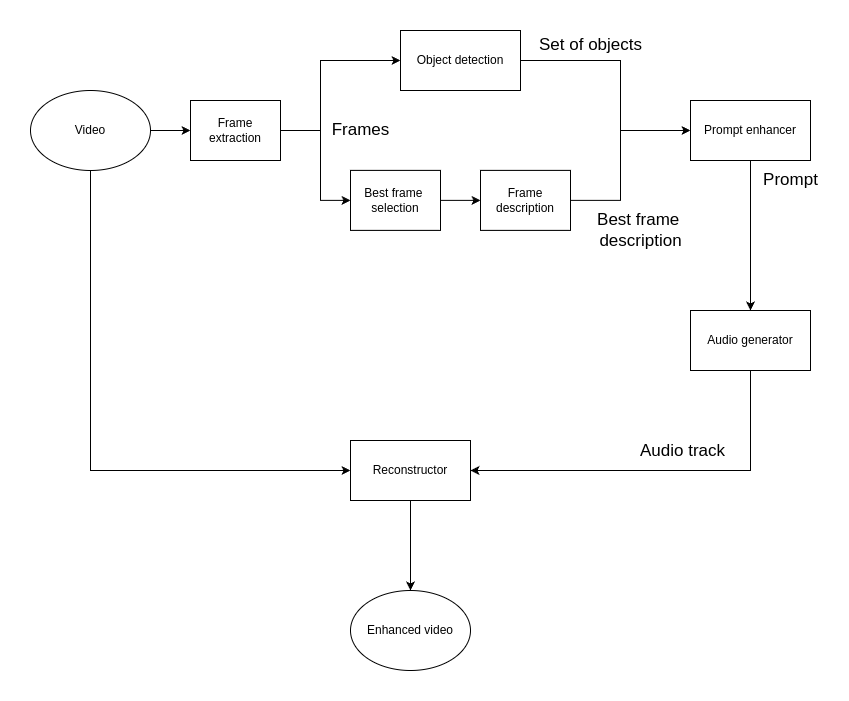 Object detection
Set of objects
Video
Frame
extraction
Frames
Prompt enhancer
Best frame
selection
Frame
description
Prompt
Best frame
description
Audio generator
Audio track
Reconstructor
Enhanced video